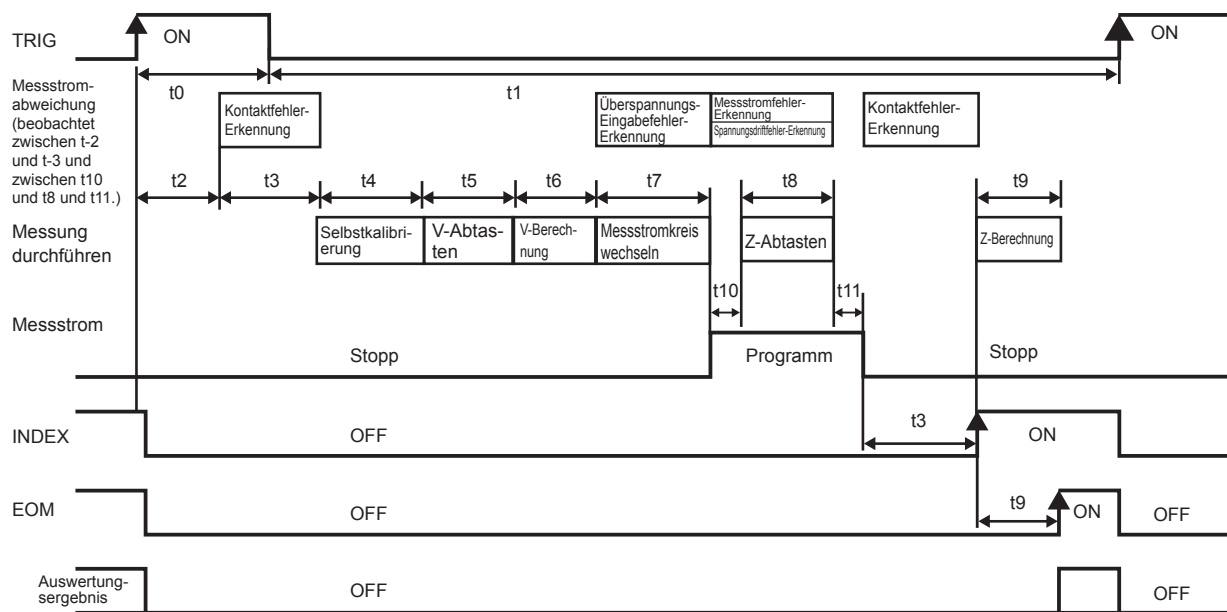 TRIG
ON
ON
t0
t1
Messstrom-
abweichung
(beobachtet
zwischen t-2
und t-3 und
zwischen t10
und t8 und t11.)
Kontaktfehler-
Erkennung
Überspannungs-
Eingabefehler-
Erkennung
Messstromfehler-
Erkennung
Spannungsdriftfehler-Erkennung
Kontaktfehler-
Erkennung
t2
t3
t4
t5
t6
t7
t8
t9
Messung
durchführen
Selbstkalibri-
erung
V-Abtas-
ten
V-Berech-
nung
Messstromkreis
wechseln
Z-Abtasten
Z-Berechnung
t10
t11
Messstrom
Stopp
Programm
Stopp
INDEX
OFF
t3
ON
EOM
OFF
t9
ON
OFF
Auswertung-
sergebnis
OFF
OFF